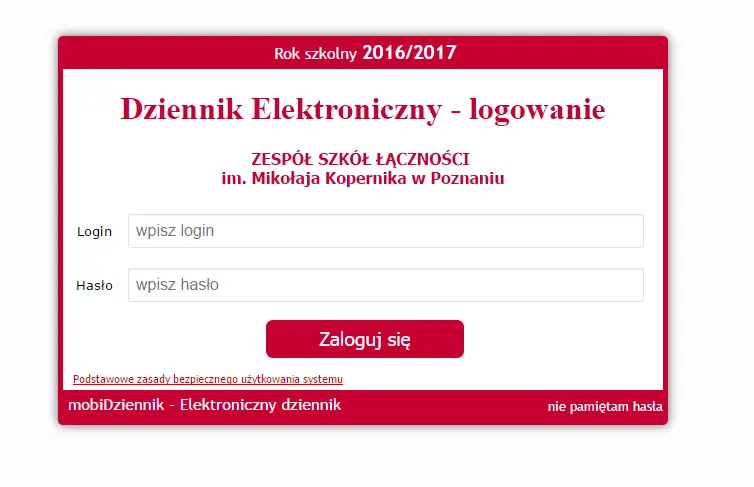 Rok szkolny 2016/2017
Dziennik Elektroniczny - logowanie
ZESPÓŁ SZKÓŁ ŁĄCZNOŚCI
im. Mikołaja Kopernika w Poznaniu
Login wpisz login
Hasło wpisz hasło
Zaloguj się
Podstawowe zasady bezpiecznego użytkowania systemu
mobiDziennik - Elektroniczny dziennik nie pamiętam hasła